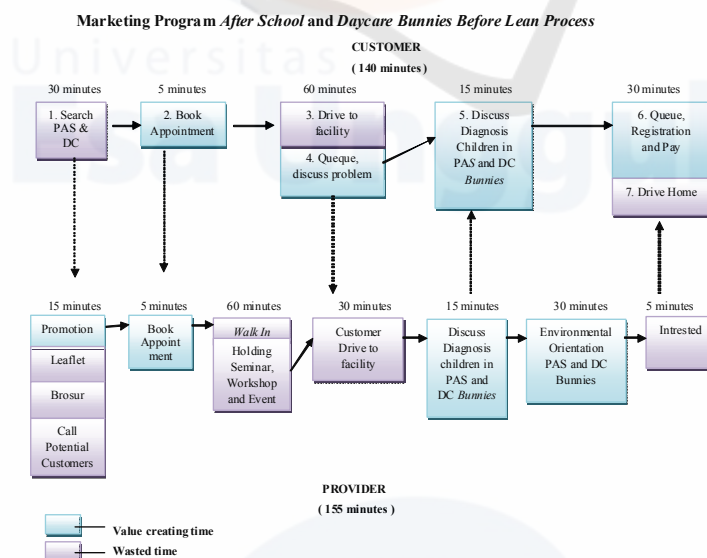 Marketing Program After School and Daycare Bunnies Before Lean Process
Universitas
Esa Unggul
CUSTOMER
( 140 minutes )
30 minutes
5 minutes
60 minutes
15 minutes
30 minutes
1. Search
PAS &
DC
2. Book
Appointment
3. Drive to
facility
4. Queque,
discuss problem
5. Discuss
Diagnosis
Children in
PAS and DC
Bunnies
6. Queue,
Registration
and Pay
7. Drive Home
15 minutes
5 minutes
60 minutes
30 minutes
15 minutes
30 minutes
5 minutes
Promotion
Leaflet
Brosur
Call
Potential
Customers
Book
Appoint
ment
Walk In
Holding
Seminar,
Workshop
and Event
Customer
Drive to
facility
Discuss
Diagnosis
children in
PAS and
DC Bunnies
Environmental
Orientation
PAS and DC
Bunnies
Intrested
PROVIDER
( 155 minutes )
Value creating time
Wasted time